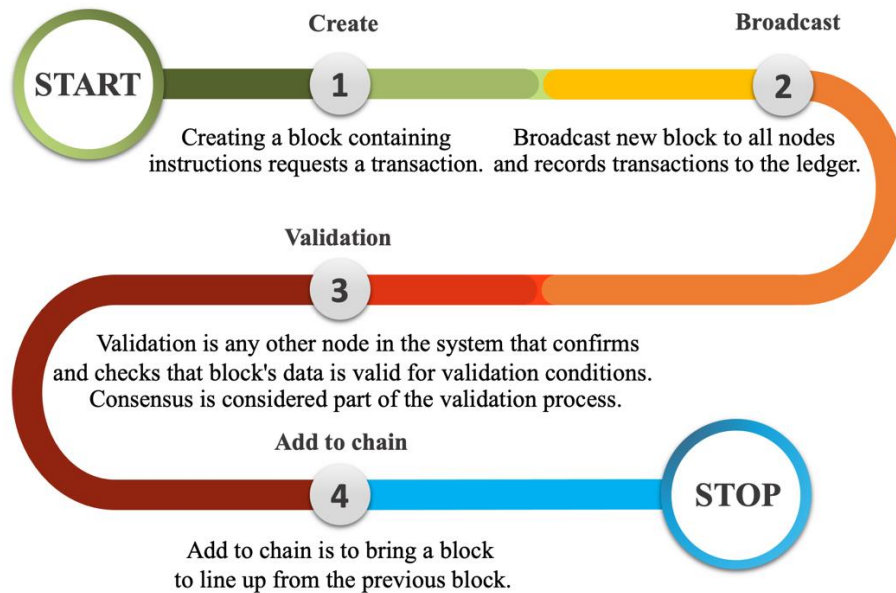 START
Create
1
Creating a block containing
instructions requests a transaction.
Broadcast
2
Broadcast new block to all nodes
and records transactions to the ledger.
Validation
3
Validation is any other node in the system that confirms
and checks that block's data is valid for validation conditions.
Consensus is considered part of the validation process.
Add to chain
4
Add to chain is to bring a block
to line up from the previous block.
STOP